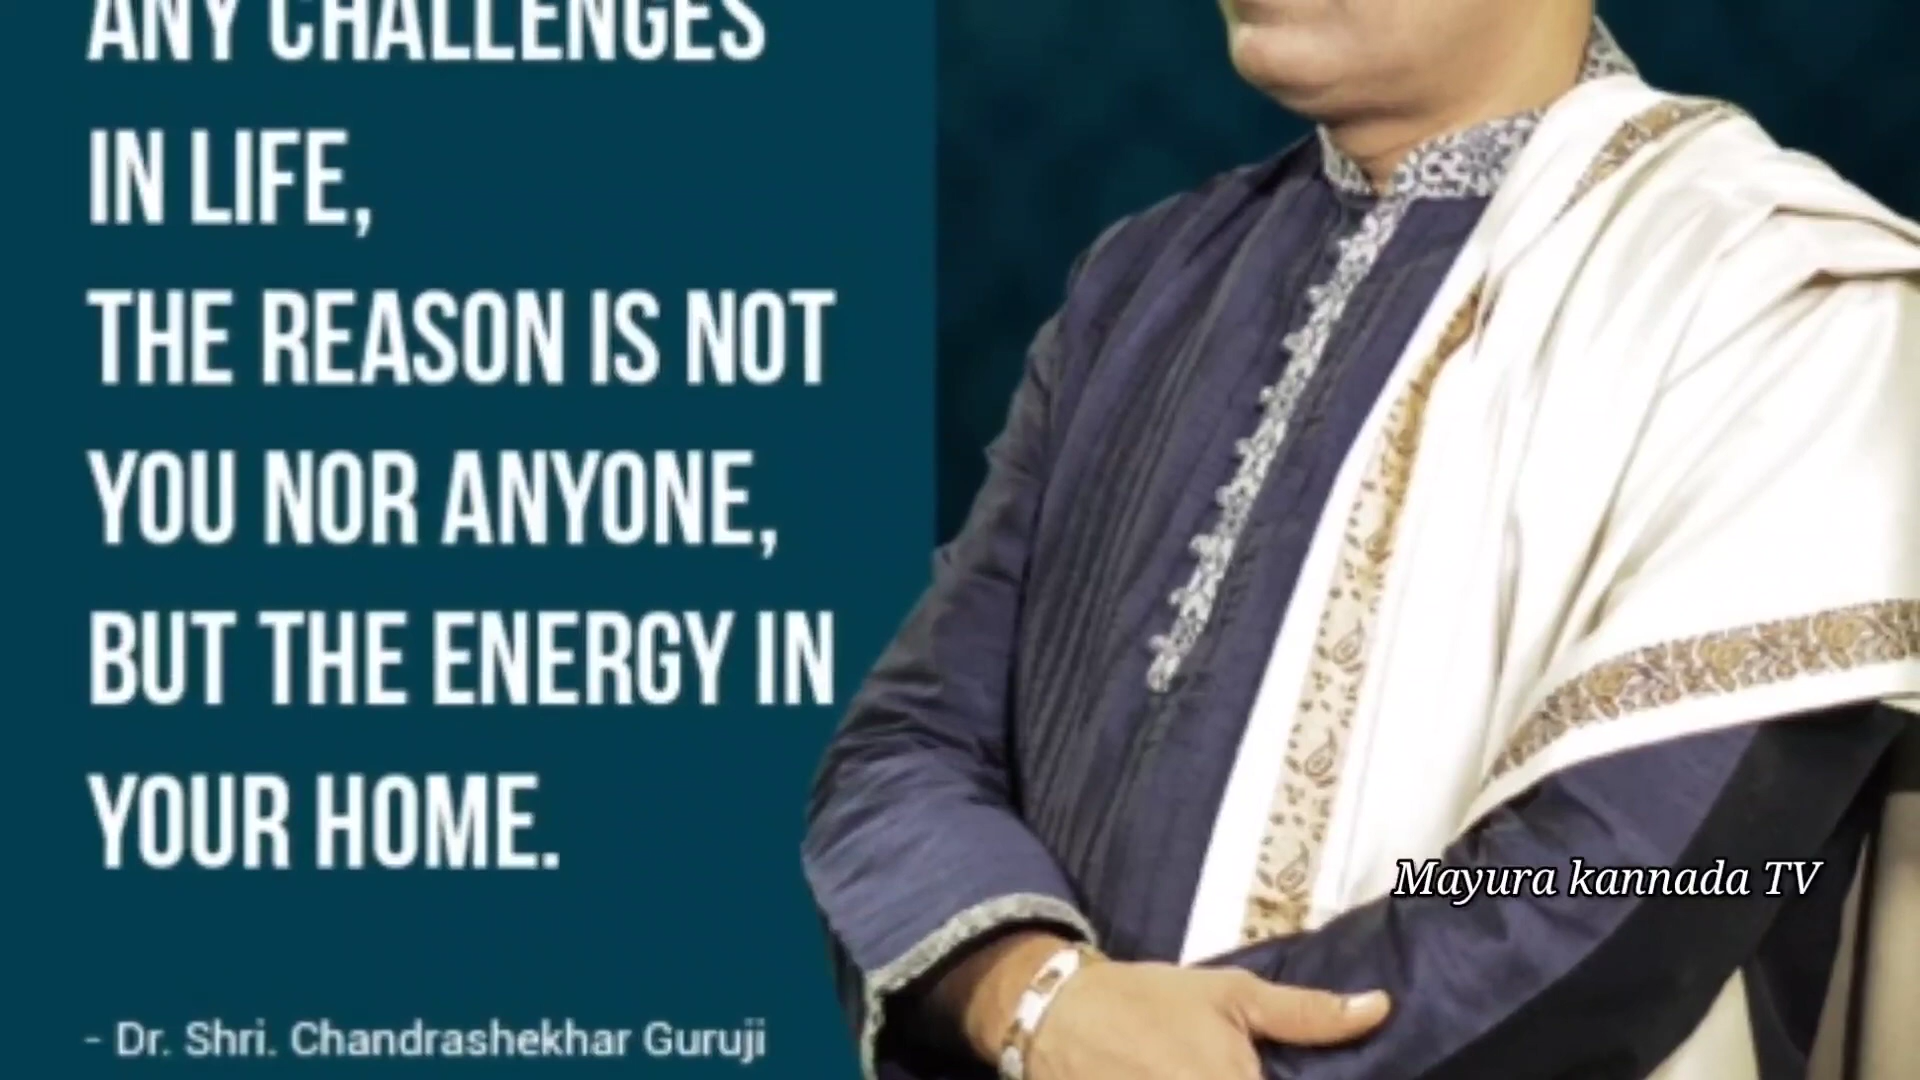 ANY CHALLENGES
IN LIFE,
THE REASON IS NOT
YOU NOR ANYONE,
BUT THE ENERGY IN
YOUR HOME.
- Dr. Shri. Chandrashekhar Guruji
Mayura kannada TV